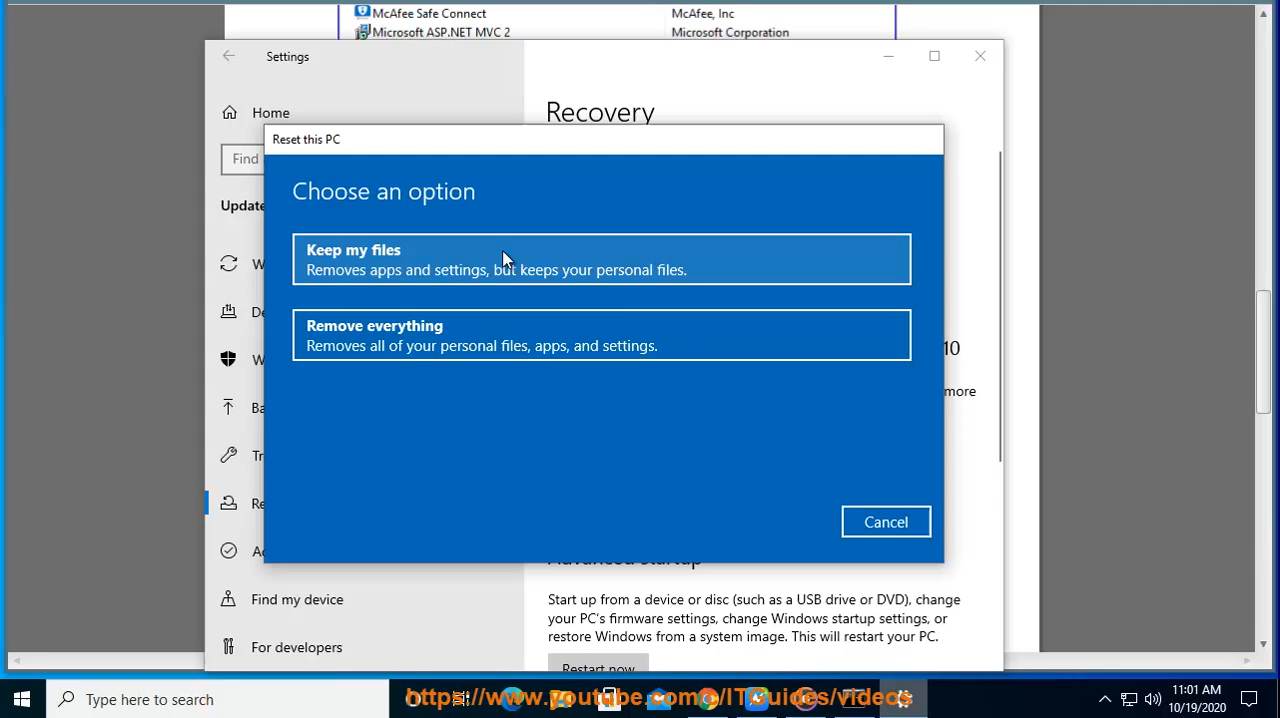 McAfee Safe Connect McAfee, Inc
Microsoft ASP.NET MVC 2 Microsoft Corporation
Settings
Home
Recovery
Reset this PC
Find
Choose an option
Update
Keep my files
Removes apps and settings, but keeps your personal files.
W
De
Remove everything
Removes all of your personal files, apps, and settings.
10
W
more
Ba
Tr
Re
Cancel
Ac
Advanced startup
Find my device
Start up from a device or disc (such as a USB drive or DVD), change
your PC's firmware settings, change Windows startup settings, or
restore Windows from a system image. This will restart your PC.
For developers
Restart now
Type here to search
https://www.youtube.com/c/ITGuides/videos
11:01 AM
10/19/2020